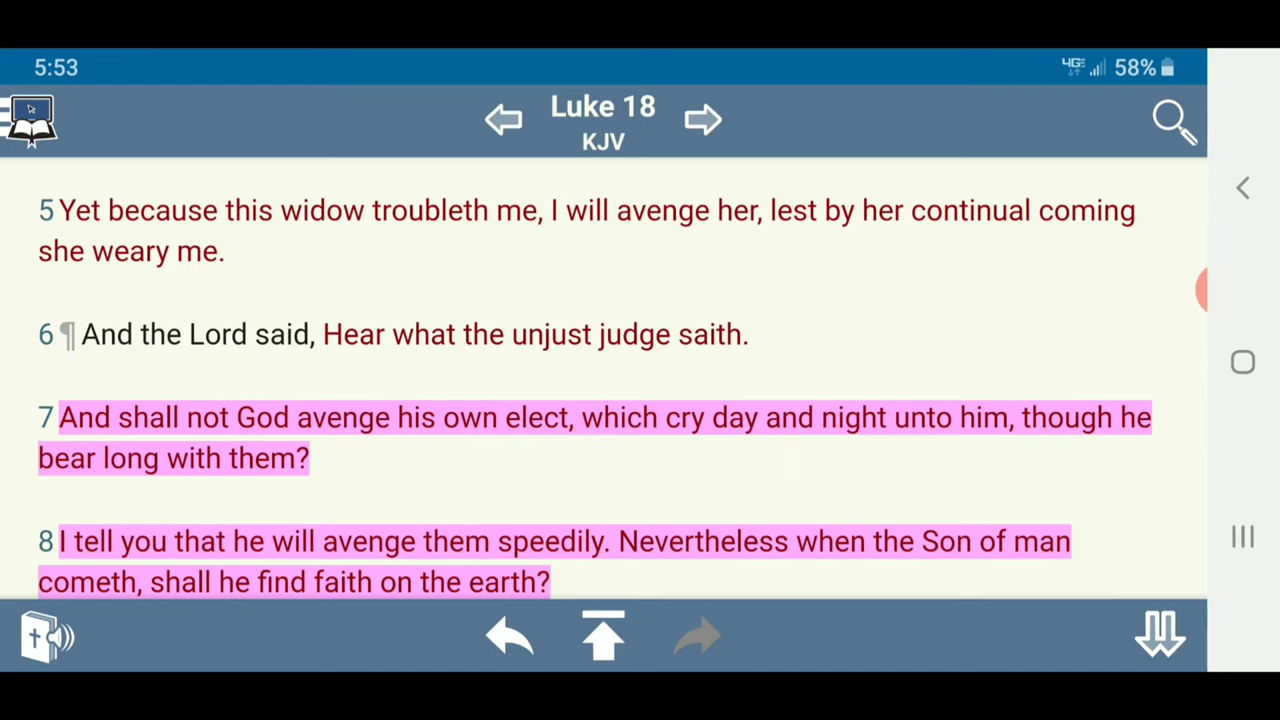 5:53
4GE 58%
Luke 18
KJV
5 Yet because this widow troubleth me, I will avenge her, lest by her continual coming
she weary me.
6 ¶ And the Lord said, Hear what the unjust judge saith.
7 And shall not God avenge his own elect, which cry day and night unto him, though he
bear long with them?
8 I tell you that he will avenge them speedily. Nevertheless when the Son of man
cometh, shall he find faith on the earth?